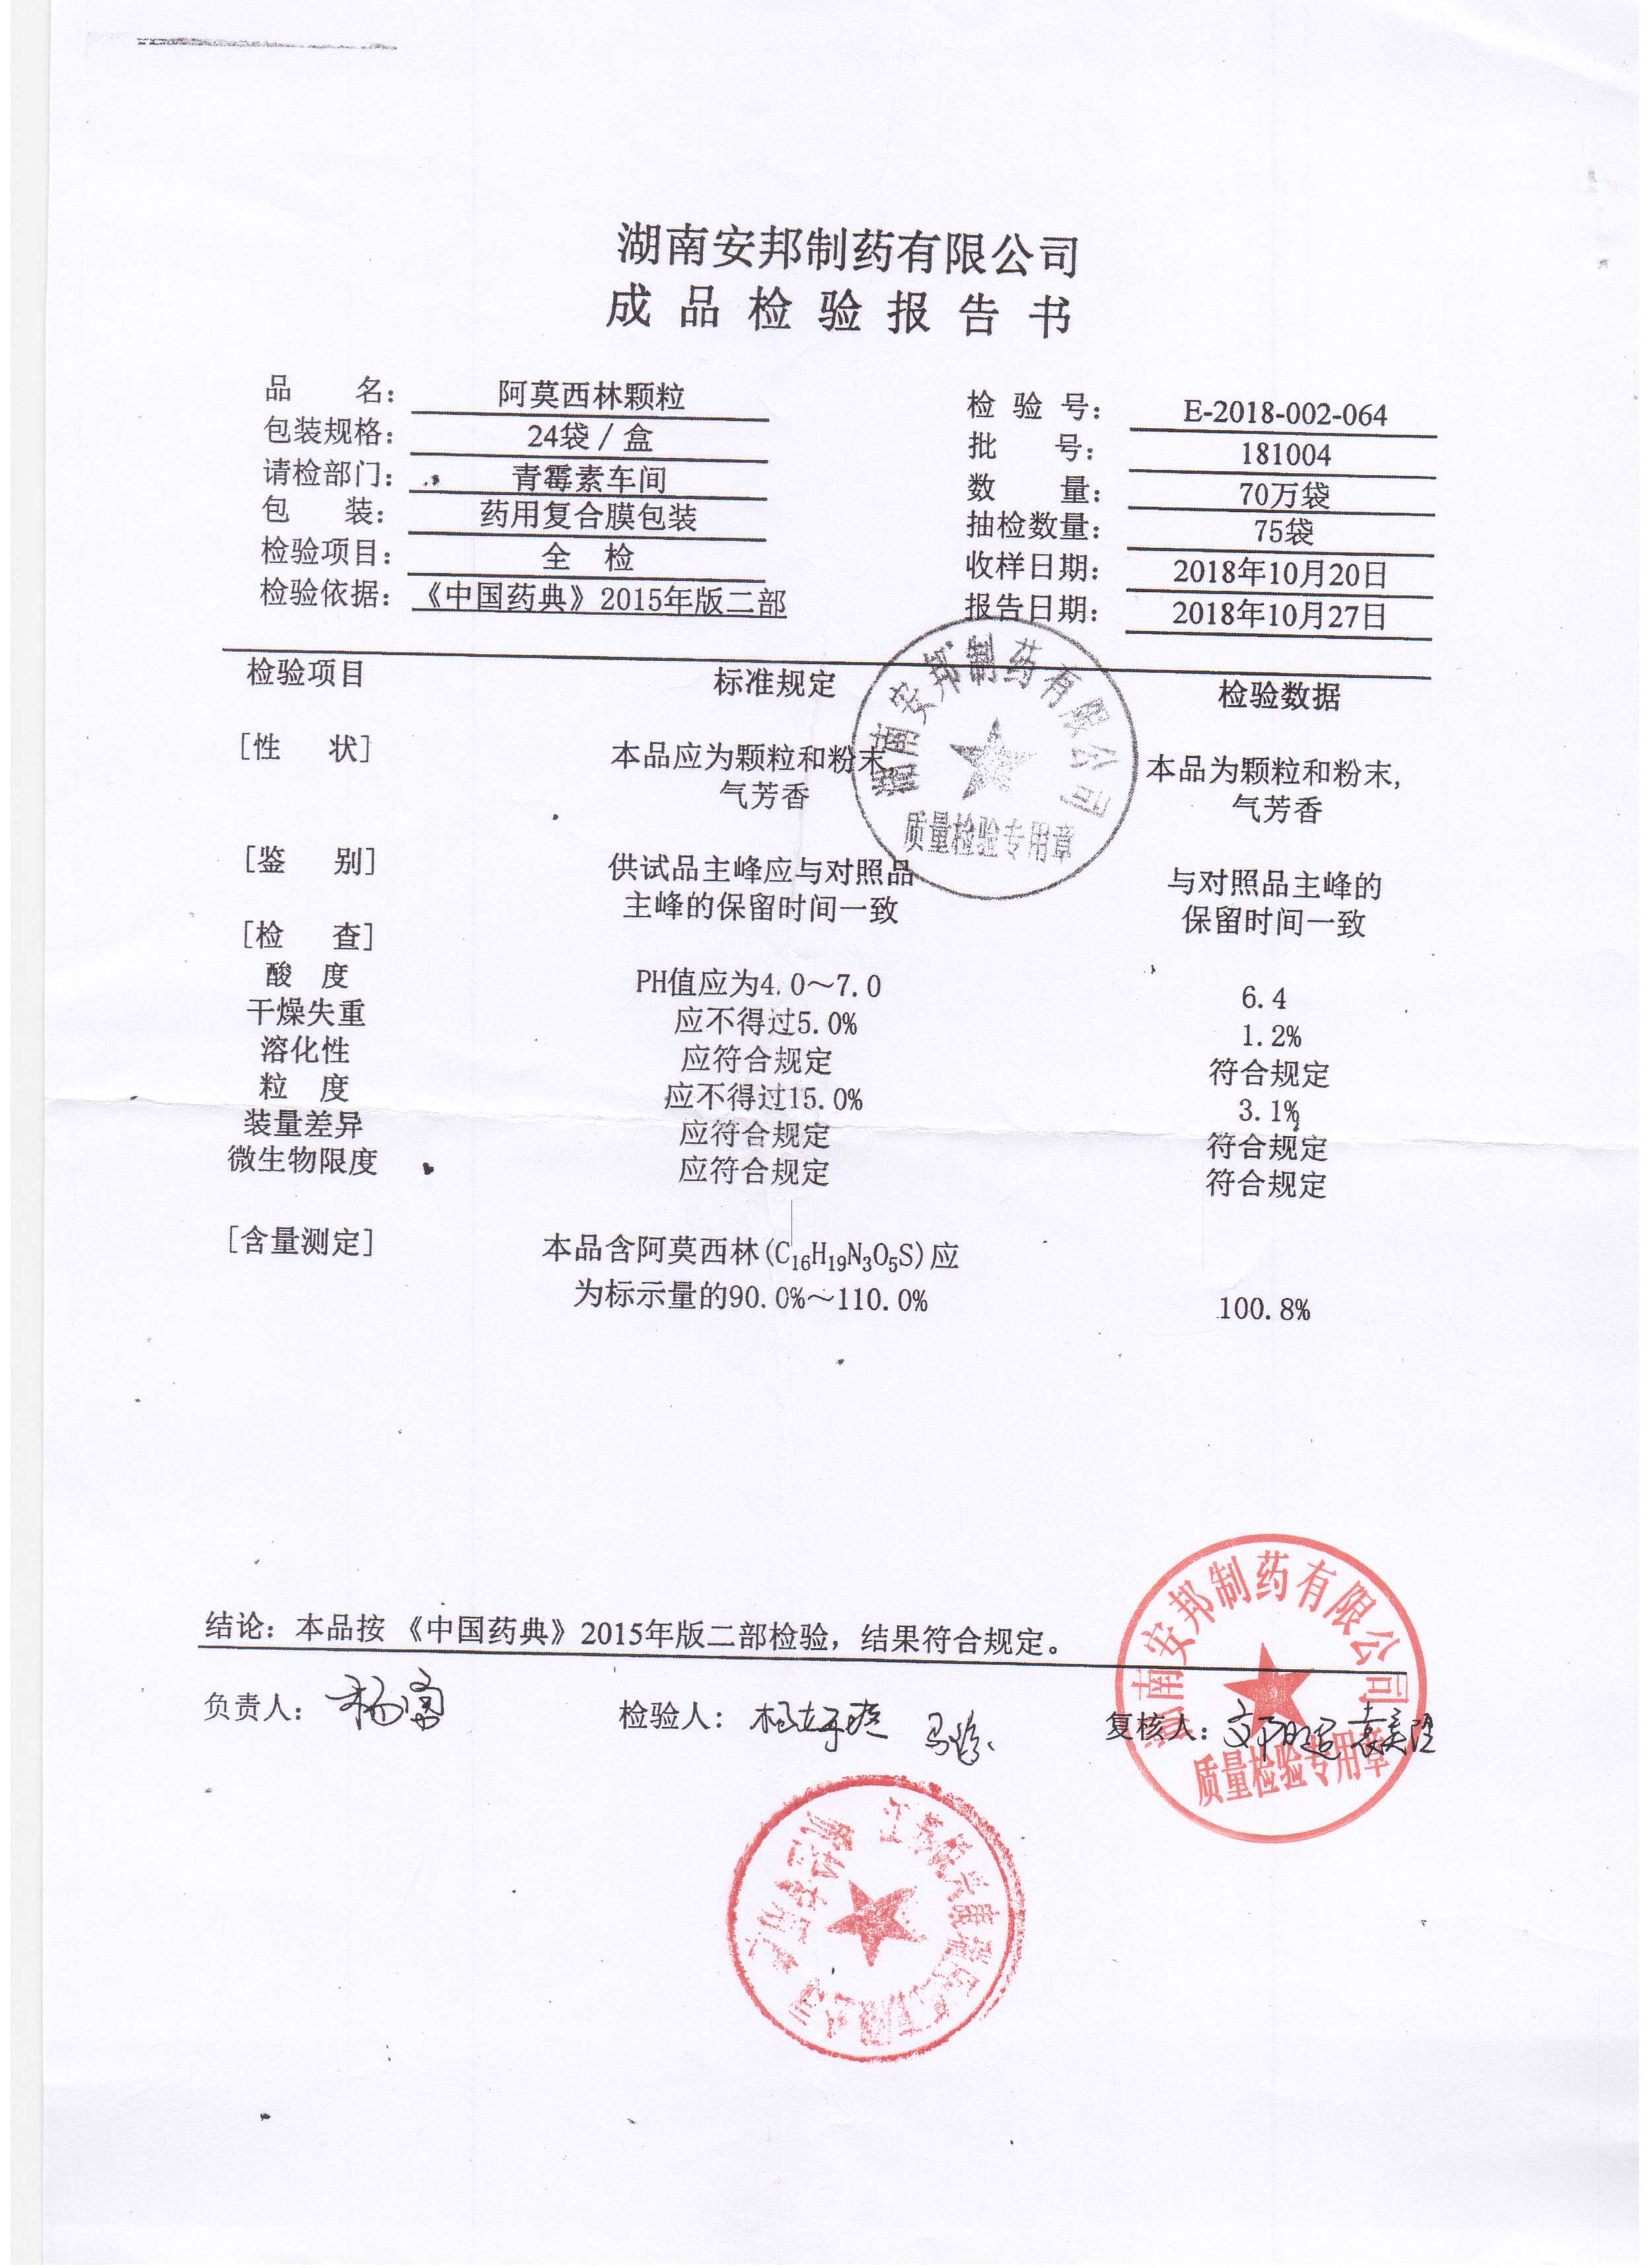 湖南安邦制药有限公司
成品检验报告书
品名： 阿莫西林颗粒 检验号： E-2018-002-064
包装规格： 24袋/盒 批号： 181004
请检部门： 青霉素车间 数量： 70万袋
包装： 药用复合膜包装 抽检数量： 75袋
检验项目： 全检 收样日期： 2018年10月20日
检验依据： 《中国药典》2015年版二部 报告日期： 2018年10月27日
检验项目 标准规定 检验数据
[性状] 本品应为颗粒和粉末 本品为颗粒和粉末,
气芳香 气芳香
湖南安邦制药有限公司
质量检验专用章
[鉴别] 供试品主峰应与对照品 与对照品主峰的
主峰的保留时间一致 保留时间一致
[检查]
酸度 PH值应为4.0～7.0 6.4
干燥失重 应不得过5.0% 1.2%
溶化性 应符合规定 符合规定
粒度 应不得过15.0% 3.1%
装量差异 应符合规定 符合规定
微生物限度 应符合规定 符合规定
[含量测定] 本品含阿莫西林(C₁₆H₁₉N₃O₅S)应
为标示量的90.0%～110.0% 100.8%
结论：本品按《中国药典》2015年版二部检验，结果符合规定。
负责人： 检验人： 复核人：
湖南安邦制药有限公司
质量检验专用章